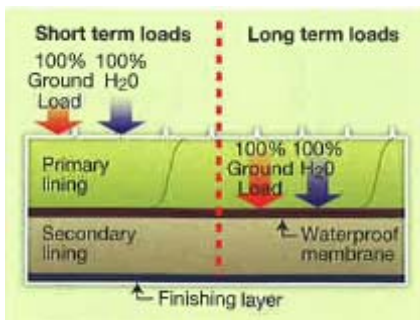 Short term loads
Long term loads
100% 100%
Ground H20
Load
100% 100%
Ground H20
Load
Primary
lining
Secondary
lining
Waterproof
membrane
Finishing layer